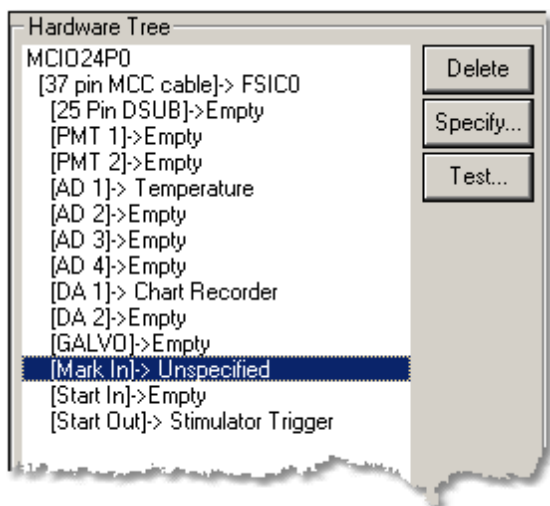 Hardware Tree
MCIO24P0
[37 pin MCC cable]-> FSIC0
[25 Pin DSUB]->Empty
[PMT 1]->Empty
[PMT 2]->Empty
[AD 1]-> Temperature
[AD 2]->Empty
[AD 3]->Empty
[AD 4]->Empty
[DA 1]-> Chart Recorder
[DA 2]->Empty
[GALVO]->Empty
[Mark In]-> Unspecified
[Start In]->Empty
[Start Out]-> Stimulator Trigger
Delete
Specify...
Test...